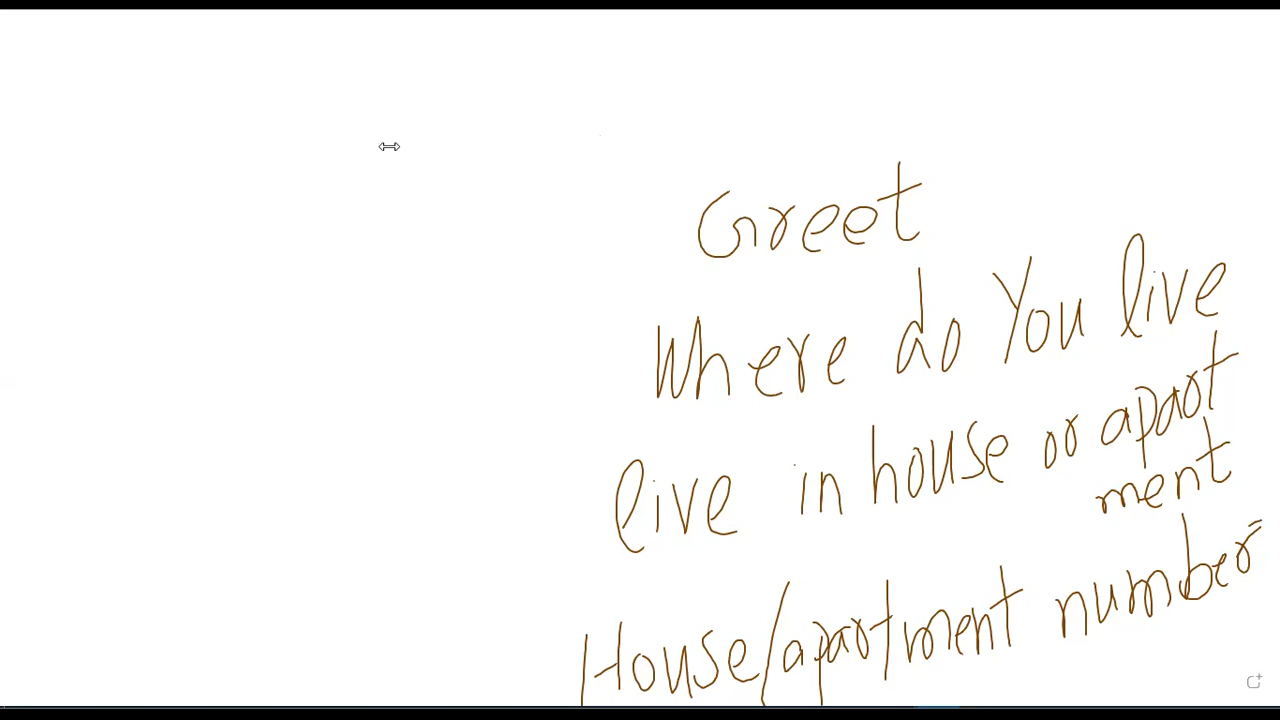 Greet
Where do You live
live in house or apart
ment
House/apartment number